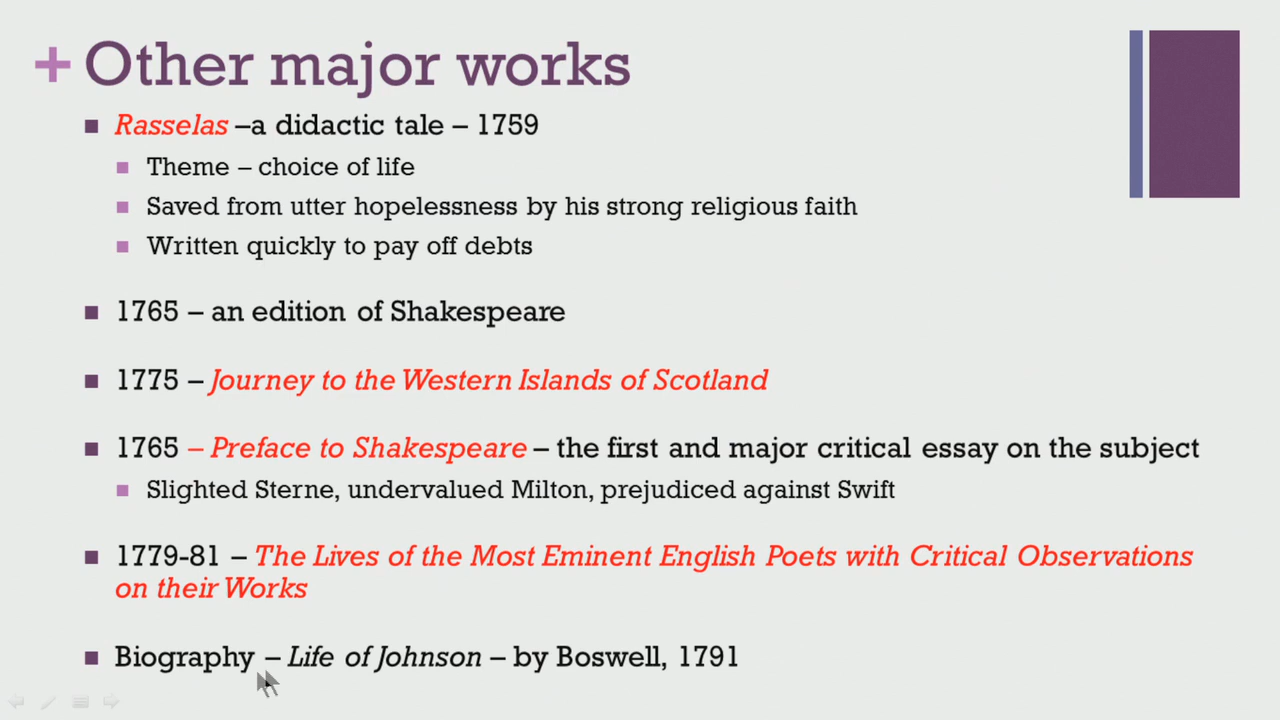 + Other major works
Rasselas –a didactic tale – 1759
Theme – choice of life
Saved from utter hopelessness by his strong religious faith
Written quickly to pay off debts
1765 – an edition of Shakespeare
1775 – Journey to the Western Islands of Scotland
1765 – Preface to Shakespeare – the first and major critical essay on the subject
Slighted Sterne, undervalued Milton, prejudiced against Swift
1779-81 – The Lives of the Most Eminent English Poets with Critical Observations
on their Works
Biography – Life of Johnson – by Boswell, 1791